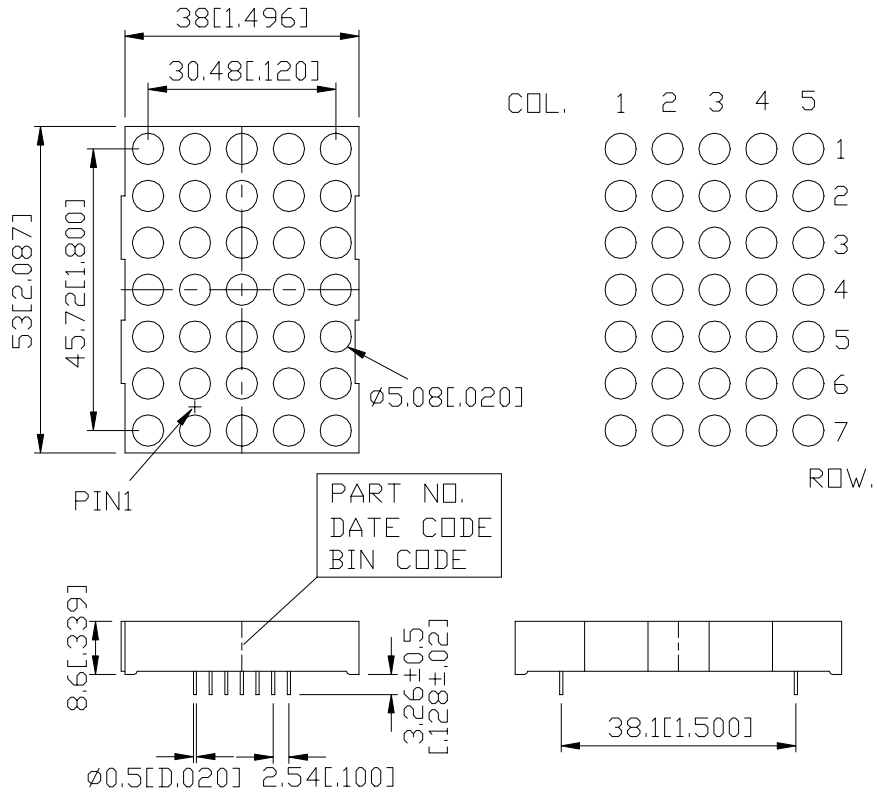 38[1.496]
30.48[.120]
COL. 1 2 3 4 5
1
2
3
4
5
6
7
ROW.
53[2.087]
45.72[1.800]
ø5.08[.020]
PIN1
PART NO.
DATE CODE
BIN CODE
8.6[.339]
3.26±0.5
[.128±.02]
38.1[1.500]
ø0.5[D.020]
2.54[.100]